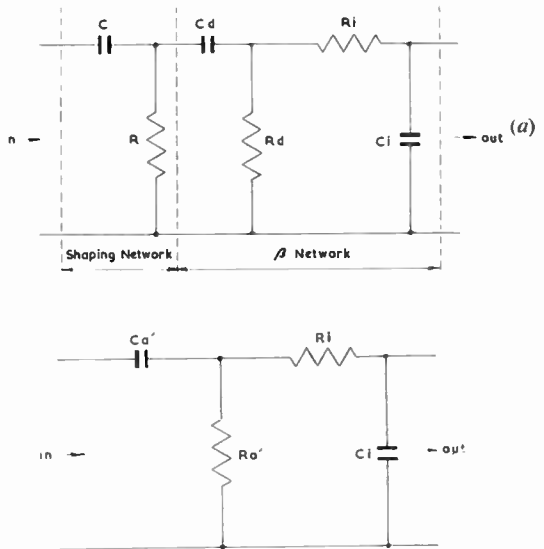 C
Cd
Ri
R
Rd
Ci
n
out (a)
Shaping Network
β Network
Ca'
Ri
Ra'
Ci
in
out